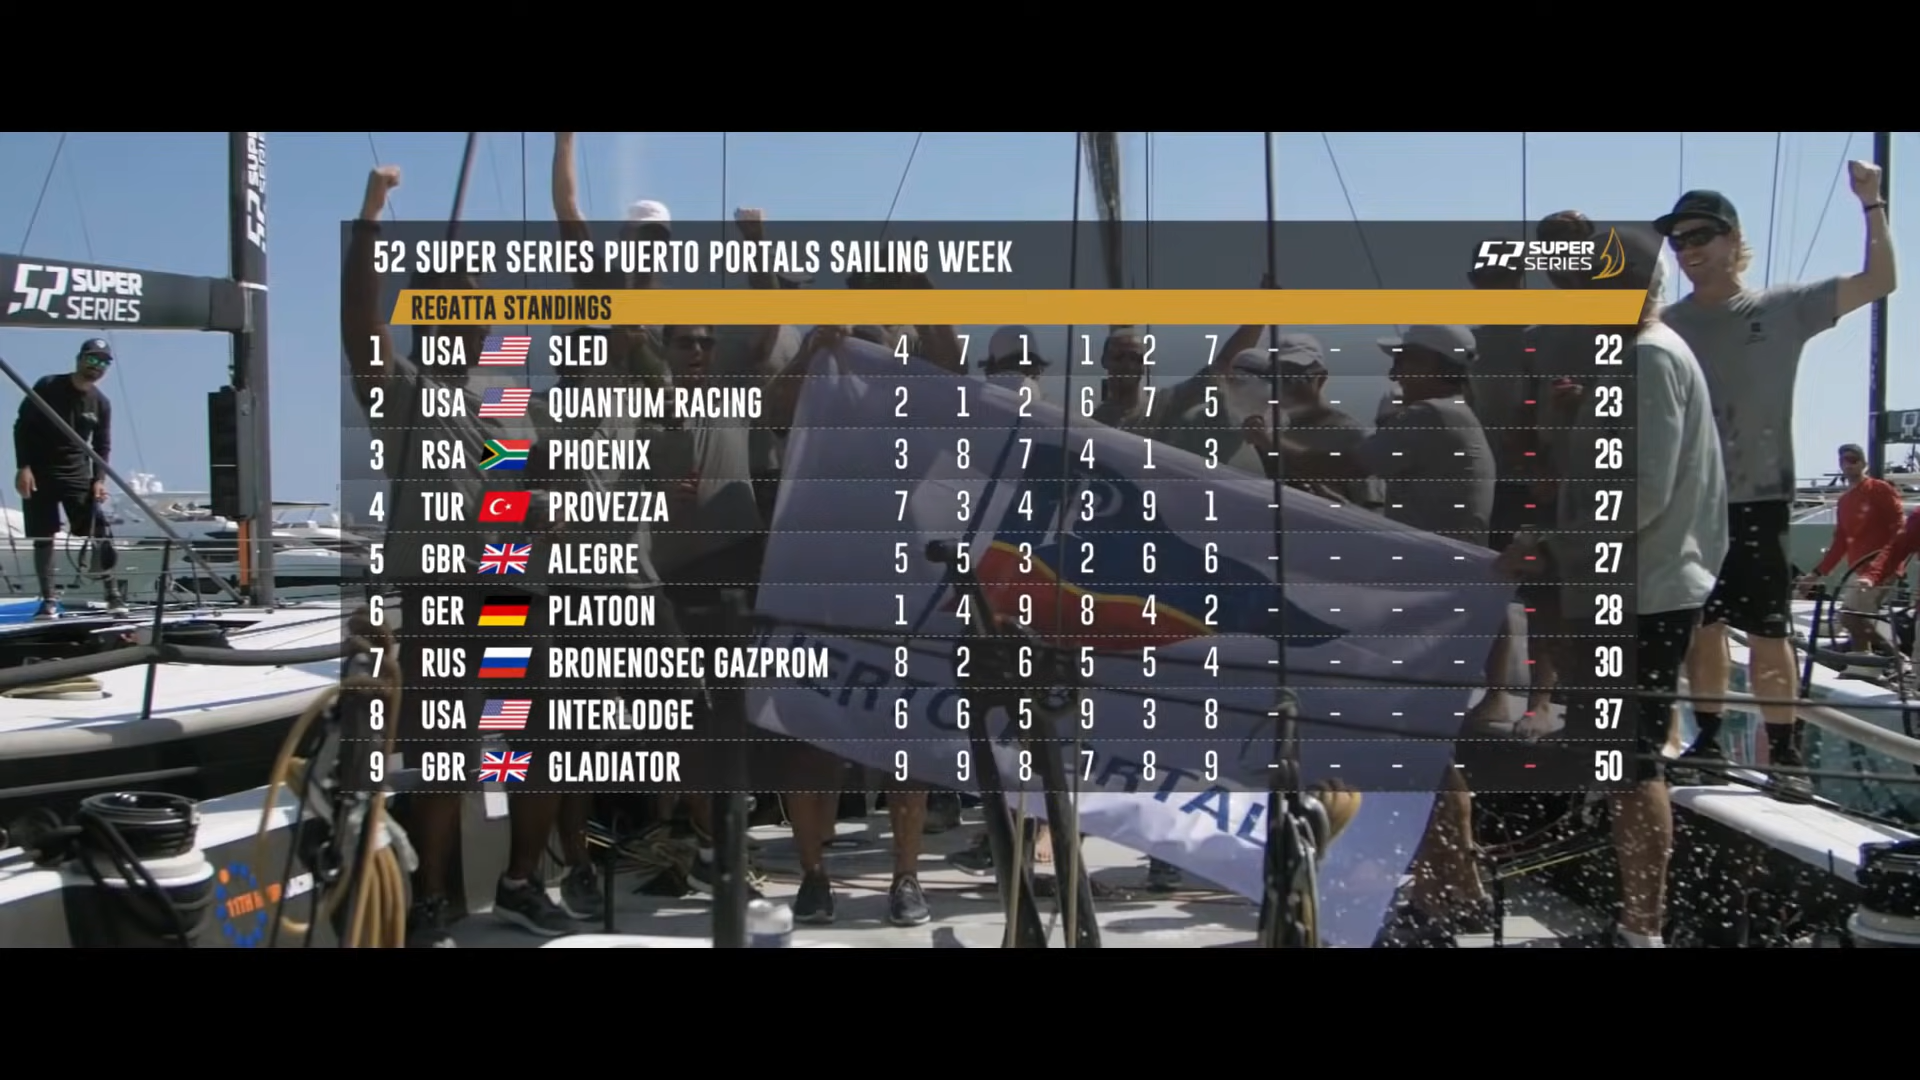 52 SUPER SERIES PUERTO PORTALS SAILING WEEK
52 SUPER SERIES
REGATTA STANDINGS
1 USA SLED 4 7 1 1 2 7 - - - - - 22
2 USA QUANTUM RACING 2 1 2 6 7 5 - - - - - 23
3 RSA PHOENIX 3 8 7 4 1 3 - - - - - 26
4 TUR PROVEZZA 7 3 4 3 9 1 - - - - - 27
5 GBR ALEGRE 5 5 3 2 6 6 - - - - - 27
6 GER PLATOON 1 4 9 8 4 2 - - - - - 28
7 RUS BRONENOSEC GAZPROM 8 2 6 5 5 4 - - - - - 30
8 USA INTERLODGE 6 6 5 9 3 8 - - - - - 37
9 GBR GLADIATOR 9 9 8 7 8 9 - - - - - 50
52 SUPER
SERIES
52 SUPER
SERIES
11TH